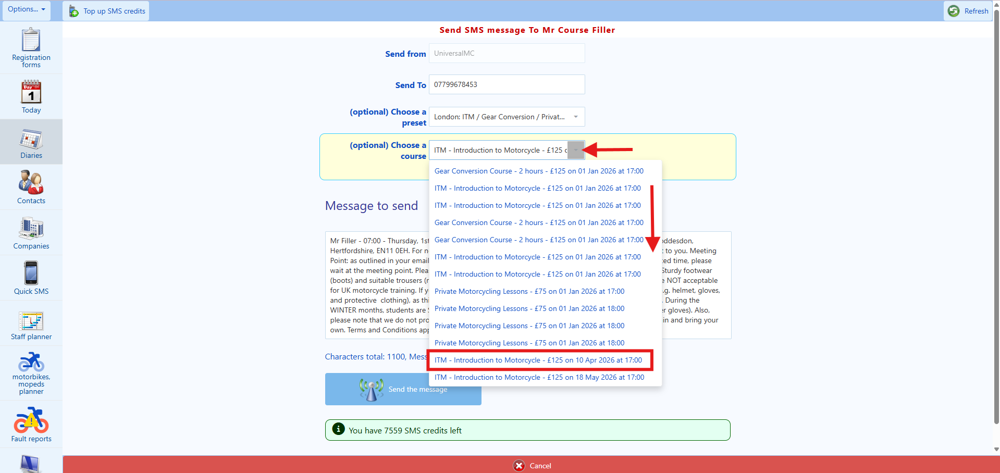 Options...
Top up SMS credits
Refresh
Send SMS message To Mr Course Filler
Registration
forms
Day
1
Today
Diaries
Contacts
Companies
Quick SMS
Staff planner
motorbikes,
mopeds
planner
Fault reports
Send from
UniversalMC
Send To
07799678453
(optional) Choose a
preset
London: ITM / Gear Conversion / Privat...
(optional) Choose a
course
ITM - Introduction to Motorcycle - £125
Gear Conversion Course - 2 hours - £125 on 01 Jan 2026 at 17:00
ITM - Introduction to Motorcycle - £125 on 01 Jan 2026 at 17:00
ITM - Introduction to Motorcycle - £125 on 01 Jan 2026 at 17:00
Gear Conversion Course - 2 hours - £125 on 01 Jan 2026 at 17:00
Gear Conversion Course - 2 hours - £125 on 01 Jan 2026 at 17:00
ITM - Introduction to Motorcycle - £125 on 01 Jan 2026 at 17:00
ITM - Introduction to Motorcycle - £125 on 01 Jan 2026 at 17:00
Private Motorcycling Lessons - £75 on 01 Jan 2026 at 17:00
Private Motorcycling Lessons - £75 on 01 Jan 2026 at 18:00
Private Motorcycling Lessons - £75 on 01 Jan 2026 at 18:00
Private Motorcycling Lessons - £75 on 01 Jan 2026 at 18:00
ITM - Introduction to Motorcycle - £125 on 10 Apr 2026 at 17:00
ITM - Introduction to Motorcycle - £125 on 18 May 2026 at 17:00
Message to send
Mr Filler - 07:00 - Thursday, 1st oddesdon,
Hertfordshire, EN11 0EH. For to you. Meeting
Point: as outlined in your email time, please
wait at the meeting point. Sturdy footwear
(boots) and suitable trousers NOT acceptable
for UK motorcycle training. If e.g. helmet, gloves,
and protective clothing), as During the
WINTER months, students are gloves). Also,
please note that we do not in and bring your
own. Terms and Conditions
Characters total: 1100,
Send the message
You have 7559 SMS credits left
Cancel